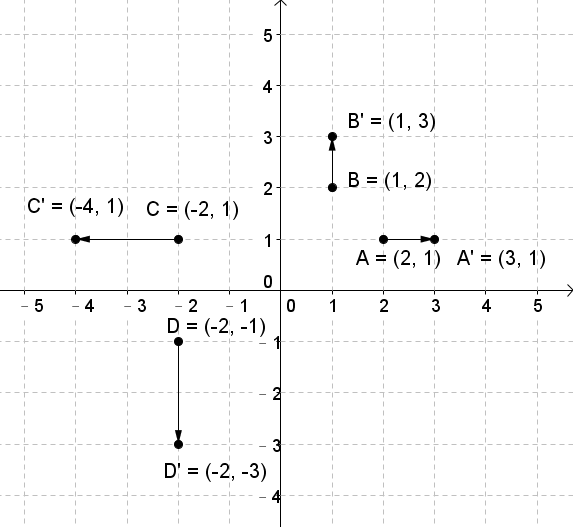 5
4
B' = (1, 3)
3
B = (1, 2)
2
C' = (-4, 1)
C = (-2, 1)
1
A = (2, 1)
A' = (3, 1)
0
- 5 - 4 - 3 - 2 - 1 0 1 2 3 4 5
D = (-2, -1)
- 1
- 2
- 3
D' = (-2, -3)
- 4